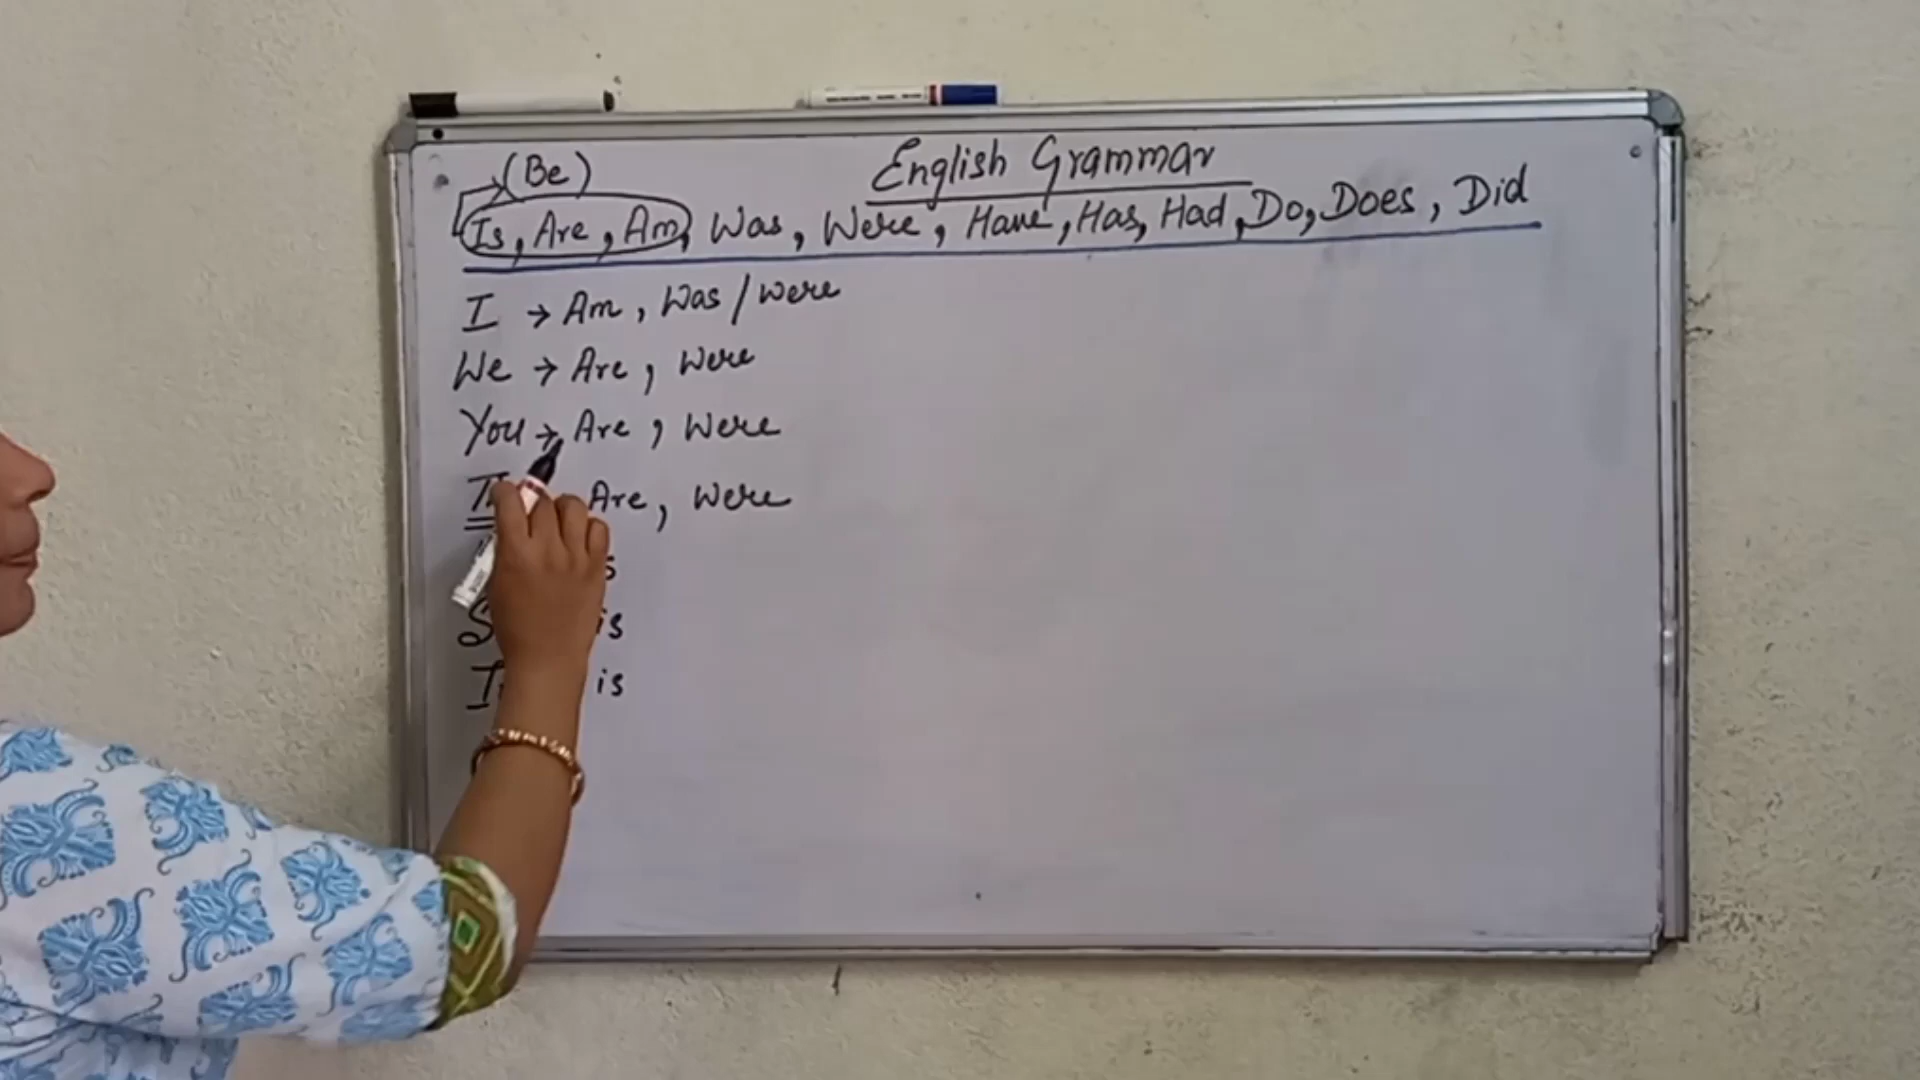 (Be)
English Grammar
Is, Are, Am, Was, Were, Have, Has, Had, Do, Does, Did
I → Am, Was / Were
We → Are, Were
You → Are, Were
Are, Were
is
is